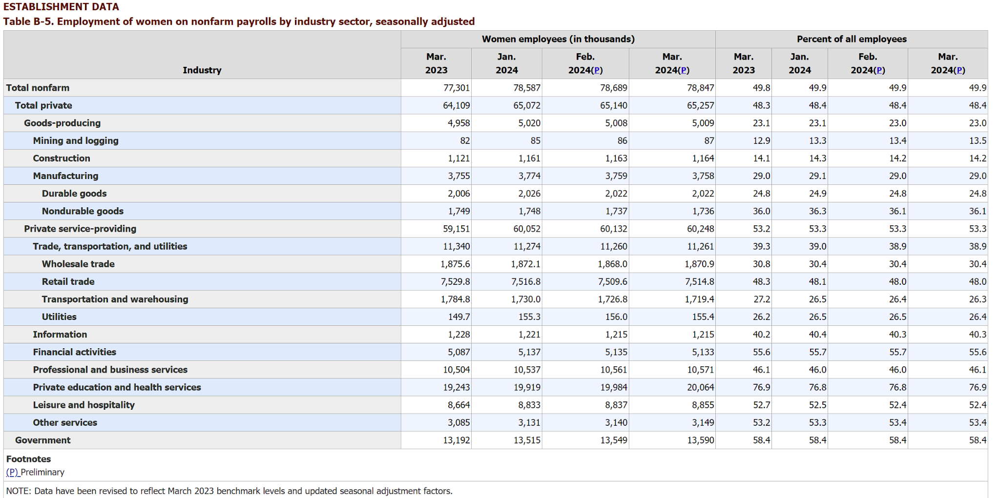 ESTABLISHMENT DATA
Table B-5. Employment of women on nonfarm payrolls by industry sector, seasonally adjusted
Industry Women employees (in thousands) Percent of all employees
Mar. 2023 Jan. 2024 Feb. 2024(P) Mar. 2024(P) Mar. 2023 Jan. 2024 Feb. 2024(P) Mar. 2024(P)
Total nonfarm 77,301 78,587 78,689 78,847 49.8 49.9 49.9 49.9
Total private 64,109 65,072 65,140 65,257 48.3 48.4 48.4 48.4
Goods-producing 4,958 5,020 5,008 5,009 23.1 23.1 23.0 23.0
Mining and logging 82 85 86 87 12.9 13.3 13.4 13.5
Construction 1,121 1,161 1,163 1,164 14.1 14.3 14.2 14.2
Manufacturing 3,755 3,774 3,759 3,758 29.0 29.1 29.0 29.0
Durable goods 2,006 2,026 2,022 2,022 24.8 24.9 24.8 24.8
Nondurable goods 1,749 1,748 1,737 1,736 36.0 36.3 36.1 36.1
Private service-providing 59,151 60,052 60,132 60,248 53.2 53.3 53.3 53.3
Trade, transportation, and utilities 11,340 11,274 11,260 11,261 39.3 39.0 38.9 38.9
Wholesale trade 1,875.6 1,872.1 1,868.0 1,870.9 30.8 30.4 30.4 30.4
Retail trade 7,529.8 7,516.8 7,509.6 7,514.8 48.3 48.1 48.0 48.0
Transportation and warehousing 1,784.8 1,730.0 1,726.8 1,719.4 27.2 26.5 26.4 26.3
Utilities 149.7 155.3 156.0 155.4 26.2 26.5 26.5 26.4
Information 1,228 1,221 1,215 1,215 40.2 40.4 40.3 40.3
Financial activities 5,087 5,137 5,135 5,133 55.6 55.7 55.7 55.6
Professional and business services 10,504 10,537 10,561 10,571 46.1 46.0 46.0 46.1
Private education and health services 19,243 19,919 19,984 20,064 76.9 76.8 76.8 76.9
Leisure and hospitality 8,664 8,833 8,837 8,855 52.7 52.5 52.4 52.4
Other services 3,085 3,131 3,140 3,149 53.2 53.3 53.4 53.4
Government 13,192 13,515 13,549 13,590 58.4 58.4 58.4 58.4
Footnotes
(P) Preliminary
NOTE: Data have been revised to reflect March 2023 benchmark levels and updated seasonal adjustment factors.